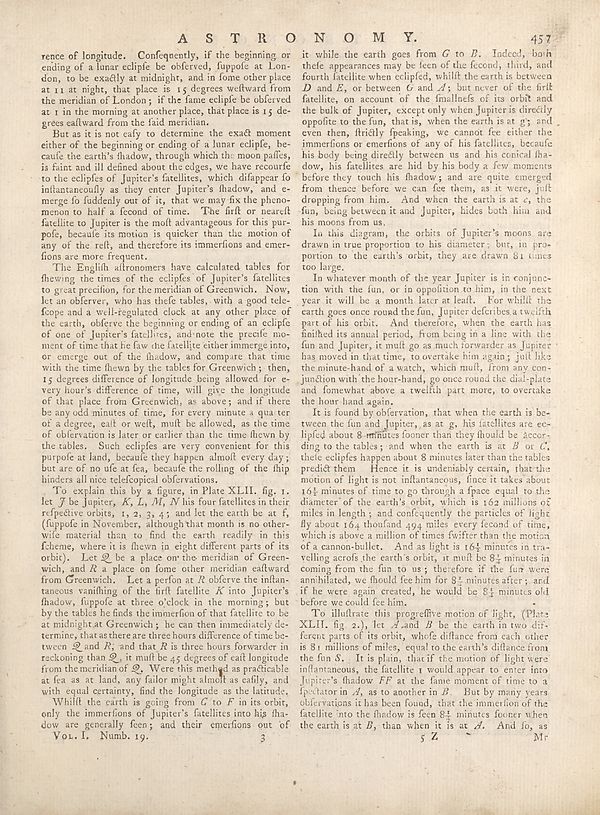 A S T R O N O M Y. 457
rence of longitude. Conſequently, if the beginning or
ending of a lunar eclipſe be obſerved, ſuppoſe at Lon-
don, to be exactly at midnight, and in ſome other place
at 11 at night, that place is 15 degrees weſtward from
the meridian of London; if the ſame eclipſe be obſerved
at 1 in the morning at another place, that place is 15 de-
grees eaſtward from the ſaid meridian.
But as it is not eaſy to determine the exact moment
either of the beginning or ending of a lunar eclipſe, be-
cauſe the earth's ſhadow, through which the moon paſſes,
is faint and ill defined about the edges, we have recourſe
to the eclipſes of Jupiter's ſatellites, which diſappear ſo
inſtantaneouſly as they enter Jupiter's ſhadow, and e-
merge ſo ſuddenly out of it, that we may fix the pheno-
menon to half a ſecond of time. The firſt or neareſt
ſatellite to Jupiter is the moſt advantageous for this pur-
poſe, becauſe its motion is quicker than the motion of
any of the reſt, and therefore its immerſions and emer-
ſions are more frequent.
The Engliſh aſtronomers have calculated tables for
ſhewing the times of the eclipſes of Jupiter's ſatellites
to great preciſion, for the meridian of Greenwich. Now,
let an obſerver, who has theſe tables, with a good tele-
ſcope and a well-regulated clock at any other place of
the earth, obſerve the beginning or ending of an eclipſe
of one of Jupiter's ſatellites, and note the preciſe mo-
ment of time that he ſaw the ſatellite either immerge into,
or emerge out of the ſhadow, and compare that time
with the time ſhewn by the tables for Greenwich; then,
15 degrees difference of longitude being allowed for e-
very hour's difference of time, will give the longitude
of that place from Greenwich, as above; and if there
be any odd minutes of time, for every minute a quarter
of a degree, eaſt or weſt, muſt be allowed, as the time
of obſervation is later or earlier than the time ſhewn by
the tables. Such eclipſes are very convenient for this
purpoſe at land, becauſe they happen almoſt every day;
but are of no uſe at ſea, becauſe the rolling of the ſhip
hinders all nice teleſcopical obſervations.
To explain this by a figure, in Plate XLII. fig. 1.
let J be Jupiter, K, L, M, N his four ſatellites in their
reſpective orbits, 1, 2, 3, 4; and let the earth be at f,
(ſuppoſe in November, although that month is no other-
wiſe material than to find the earth readily in this
ſcheme, where it is ſhewn in eight different parts of its
orbit). Let Q be a place on the meridian of Green-
wich, and R a place on ſome other meridian eaſtward
from Greenwich. Let a perſon at R obſerve the inſtan-
taneous vaniſhing of the firſt ſatellite K into Jupiter's
ſhadow, ſuppoſe at three o'clock in the morning; but
by the tables he finds the immerſion of that ſatellite to be
at midnight at Greenwich; he can then immediately de-
termine, that as there are three hours difference of time be-
tween Q and R, and that R is three hours forwarder in
reckoning than Q, it muſt be 45 degrees of eaſt longitude
from the meridian of Q. Were this method as practicable
at ſea as at land, any ſailor might almoſt as eaſily, and
with equal certainty, find the longitude as the latitude.
Whilſt the earth is going from C to F in its orbit,
only the immerſions of Jupiter's ſatellites into his ſha-
dow are generally ſeen; and their emerſions out of
VOL. I. Numb. 19. 3
it while the earth goes from G to B. Indeed, both
theſe appearances may be ſeen of the ſecond, third, and
fourth ſatellite when eclipſed, whilſt the earth is between
D and E, or between G and A; but never of the firſt
ſatellite, on account of the ſmallneſs of its orbit and
the bulk of Jupiter, except only when Jupiter is directly
oppoſite to the ſun, that is, when the earth is at g; and
even then, ſtrictly ſpeaking, we cannot ſee either the
immerſions or emerſions of any of his ſatellites, becauſe
his body being directly between us and his conical ſha-
dow, his ſatellites are hid by his body a few moments
before they touch his ſhadow; and are quite emerged
from thence before we can ſee them, as it were, juſt
dropping from him. And when the earth is at c, the
ſun, being between it and Jupiter, hides both him and
his moons from us.
In this diagram, the orbits of Jupiter's moons are
drawn in true proportion to his diameter; but, in pro-
portion to the earth's orbit, they are drawn 81 times
too large.
In whatever month of the year Jupiter is in conjunc-
tion with the ſun, or in oppoſition to him, in the next
year it will be a month later at leaſt. For whilſt the
earth goes once round the ſun, Jupiter deſcribes a twelfth
part of his orbit. And therefore, when the earth has
finiſhed its annual period, from being in a line with the
ſun and Jupiter, it muſt go as much forwarder as Jupiter
has moved in that time, to overtake him again; juſt like
the minute-hand of a watch, which muſt, from any con-
junction with the hour-hand, go once round the dial-plate
and ſomewhat above a twelfth part more, to overtake
the hour hand again.
It is found by obſervation, that when the earth is be-
tween the ſun and Jupiter, as at g, his ſatellites are ec-
lipſed about 8 minutes ſooner than they ſhould be accor-
ding to the tables; and when the earth is at B or C,
theſe eclipſes happen about 8 minutes later than the tables
predict them Hence it is undeniably certain, that the
motion of light is not inſtantaneous, ſince it takes about
16½ minutes of time to go through a ſpace equal to the
diameter of the earth's orbit, which is 162 millions of
miles in length; and conſequently the particles of light
fly about 164 thouſand 494 miles every ſecond of time,
which is above a million of times ſwifter than the motion
of a cannon-bullet. And as light is 16½ minutes in tra-
velling acroſs the earth's orbit, it muſt be 8¼ minutes in
coming from the ſun to us; therefore if the ſun were
annihilated, we ſhould ſee him for 8¼ minutes after; and
if he were again created, he would be 8¼ minutes old
before we could ſee him.
To illuſtrate this progreſſive motion of light, (Plate
XLII. fig. 2.), let A and B be the earth in two dif-
ferent parts of its orbit, whoſe diſtance from each other
is 81 millions of miles, equal to the earth's diſtance from
the ſun S. It is plain, that if the motion of light were
inſtantaneous, the ſatellite 1 would appear to enter into
Jupiter's ſhadow FF at the ſame moment of time to a
ſpectator in A, as to another in B. But by many years
obſervations it has been found, that the immerſion of the
ſatellite into the ſhadow is ſeen 8¼ minutes ſooner when
the earth is at B, than when it is at A. And ſo, as
5 Z Mr